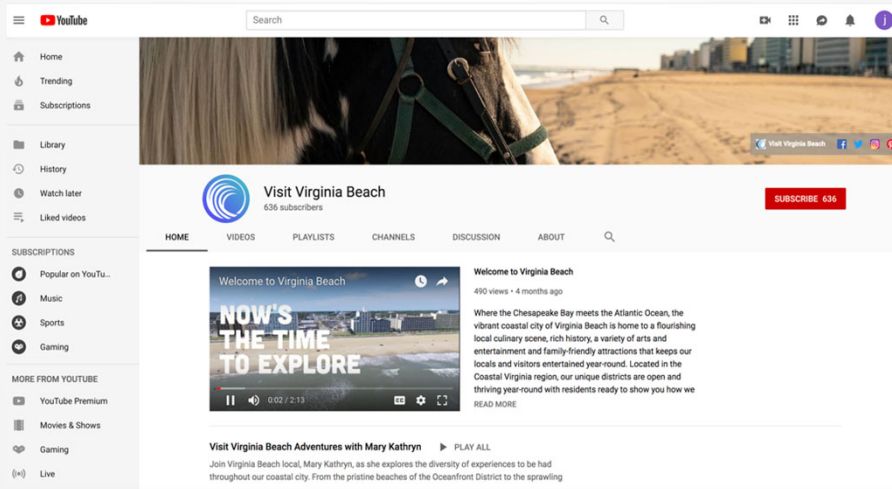 YouTube
Search
j
Home
Trending
Subscriptions
Library
History
Watch later
Liked videos
SUBSCRIPTIONS
Popular on YouTu...
Music
Sports
Gaming
MORE FROM YOUTUBE
YouTube Premium
Movies & Shows
Gaming
Live
Visit Virginia Beach
Visit Virginia Beach
636 subscribers
SUBSCRIBE 636
HOME VIDEOS PLAYLISTS CHANNELS DISCUSSION ABOUT
Welcome to Virginia Beach
NOW'S
THE TIME
TO EXPLORE
0:02 / 2:13
CC
Welcome to Virginia Beach
490 views • 4 months ago
Where the Chesapeake Bay meets the Atlantic Ocean, the
vibrant coastal city of Virginia Beach is home to a flourishing
local culinary scene, rich history, a variety of arts and
entertainment and family-friendly attractions that keeps our
locals and visitors entertained year-round. Located in the
Coastal Virginia region, our unique districts are open and
thriving year-round with residents ready to show you how we
READ MORE
Visit Virginia Beach Adventures with Mary Kathryn PLAY ALL
Join Virginia Beach local, Mary Kathryn, as she explores the diversity of experiences to be had
throughout our coastal city. From the pristine beaches of the Oceanfront District to the sprawling